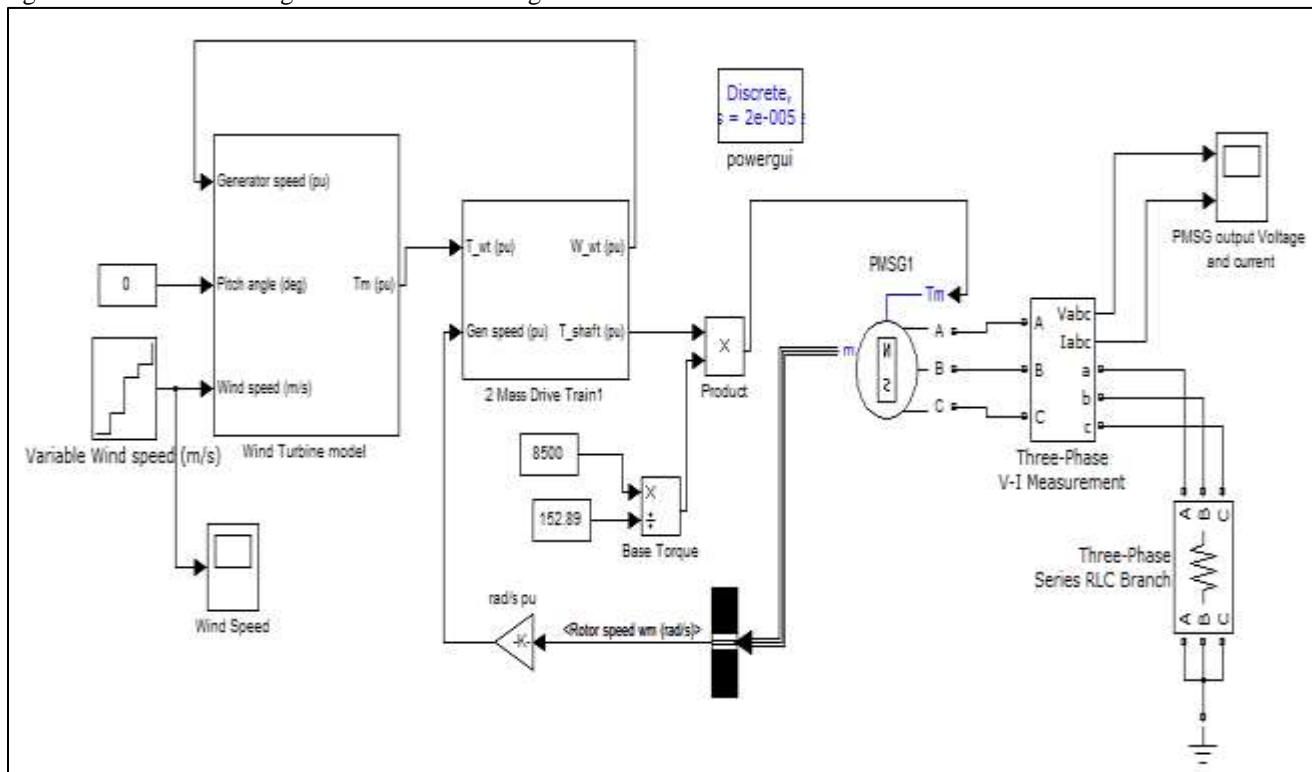 Discrete,
s = 2e-005 s
powergui
Generator speed (pu)
Pitch angle (deg)
Wind speed (m/s)
Tm (pu)
Wind Turbine model
0
Variable Wind speed (m/s)
Wind Speed
T_wt (pu)
W_wt (pu)
Gen speed (pu)
T_shaft (pu)
2 Mass Drive Train1
X
Product
8500
152.89
X
÷
Base Torque
rad/s pu
-K-
<Rotor speed wm (rad/s)>
PMSG1
Tm
m
N
S
A
B
C
A
B
C
Vabc
Iabc
a
b
c
Three-Phase
V-I Measurement
PMSG output Voltage
and current
Three-Phase
Series RLC Branch
A B C
A B C